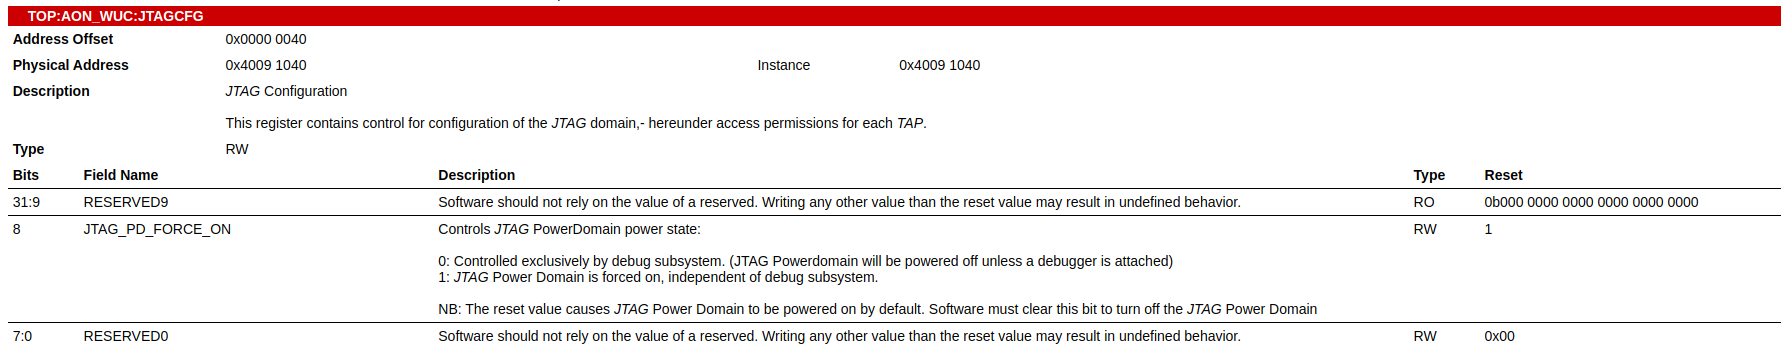 TOP:AON_WUC:JTAGCFG
Address Offset 0x0000 0040
Physical Address 0x4009 1040 Instance 0x4009 1040
Description JTAG Configuration
This register contains control for configuration of the JTAG domain,- hereunder access permissions for each TAP.
Type RW
Bits Field Name Description Type Reset
31:9 RESERVED9 Software should not rely on the value of a reserved. Writing any other value than the reset value may result in undefined behavior. RO 0b000 0000 0000 0000 0000 0000
8 JTAG_PD_FORCE_ON Controls JTAG PowerDomain power state: RW 1
0: Controlled exclusively by debug subsystem. (JTAG Powerdomain will be powered off unless a debugger is attached)
1: JTAG Power Domain is forced on, independent of debug subsystem.
NB: The reset value causes JTAG Power Domain to be powered on by default. Software must clear this bit to turn off the JTAG Power Domain
7:0 RESERVED0 Software should not rely on the value of a reserved. Writing any other value than the reset value may result in undefined behavior. RW 0x00